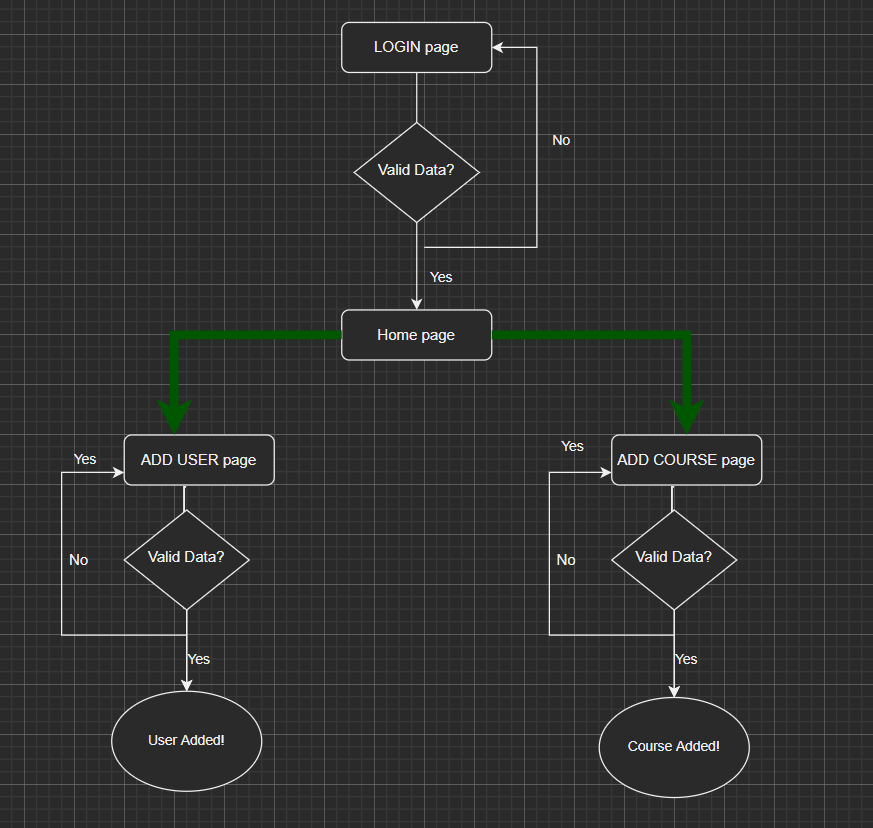 LOGIN page
No
Valid Data?
Yes
Home page
Yes
ADD USER page
No
Valid Data?
Yes
User Added!
Yes
ADD COURSE page
No
Valid Data?
Yes
Course Added!